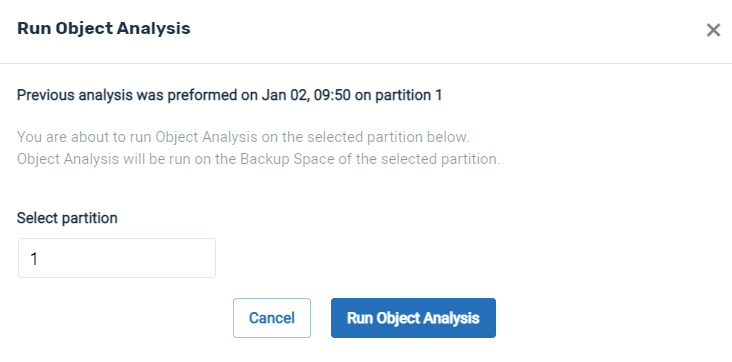 Run Object Analysis
Previous analysis was preformed on Jan 02, 09:50 on partition 1
You are about to run Object Analysis on the selected partition below.
Object Analysis will be run on the Backup Space of the selected partition.
Select partition
1
Cancel
Run Object Analysis